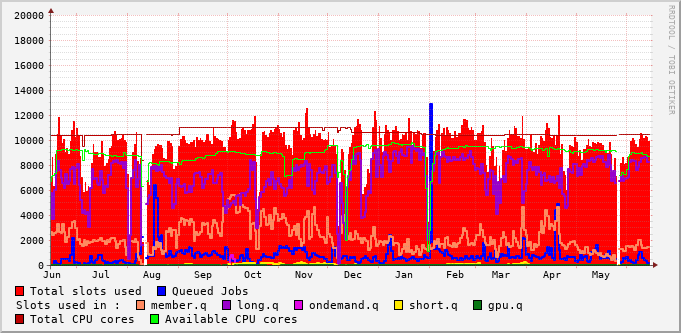 20000
18000
16000
14000
12000
10000
8000
6000
4000
2000
0
Jun Jul Aug Sep Oct Nov Dec Jan Feb Mar Apr May
Total slots used Queued Jobs
Slots used in : member.q long.q ondemand.q short.q gpu.q
Total CPU cores Available CPU cores
RRDTOOL / TOBI OETIKER